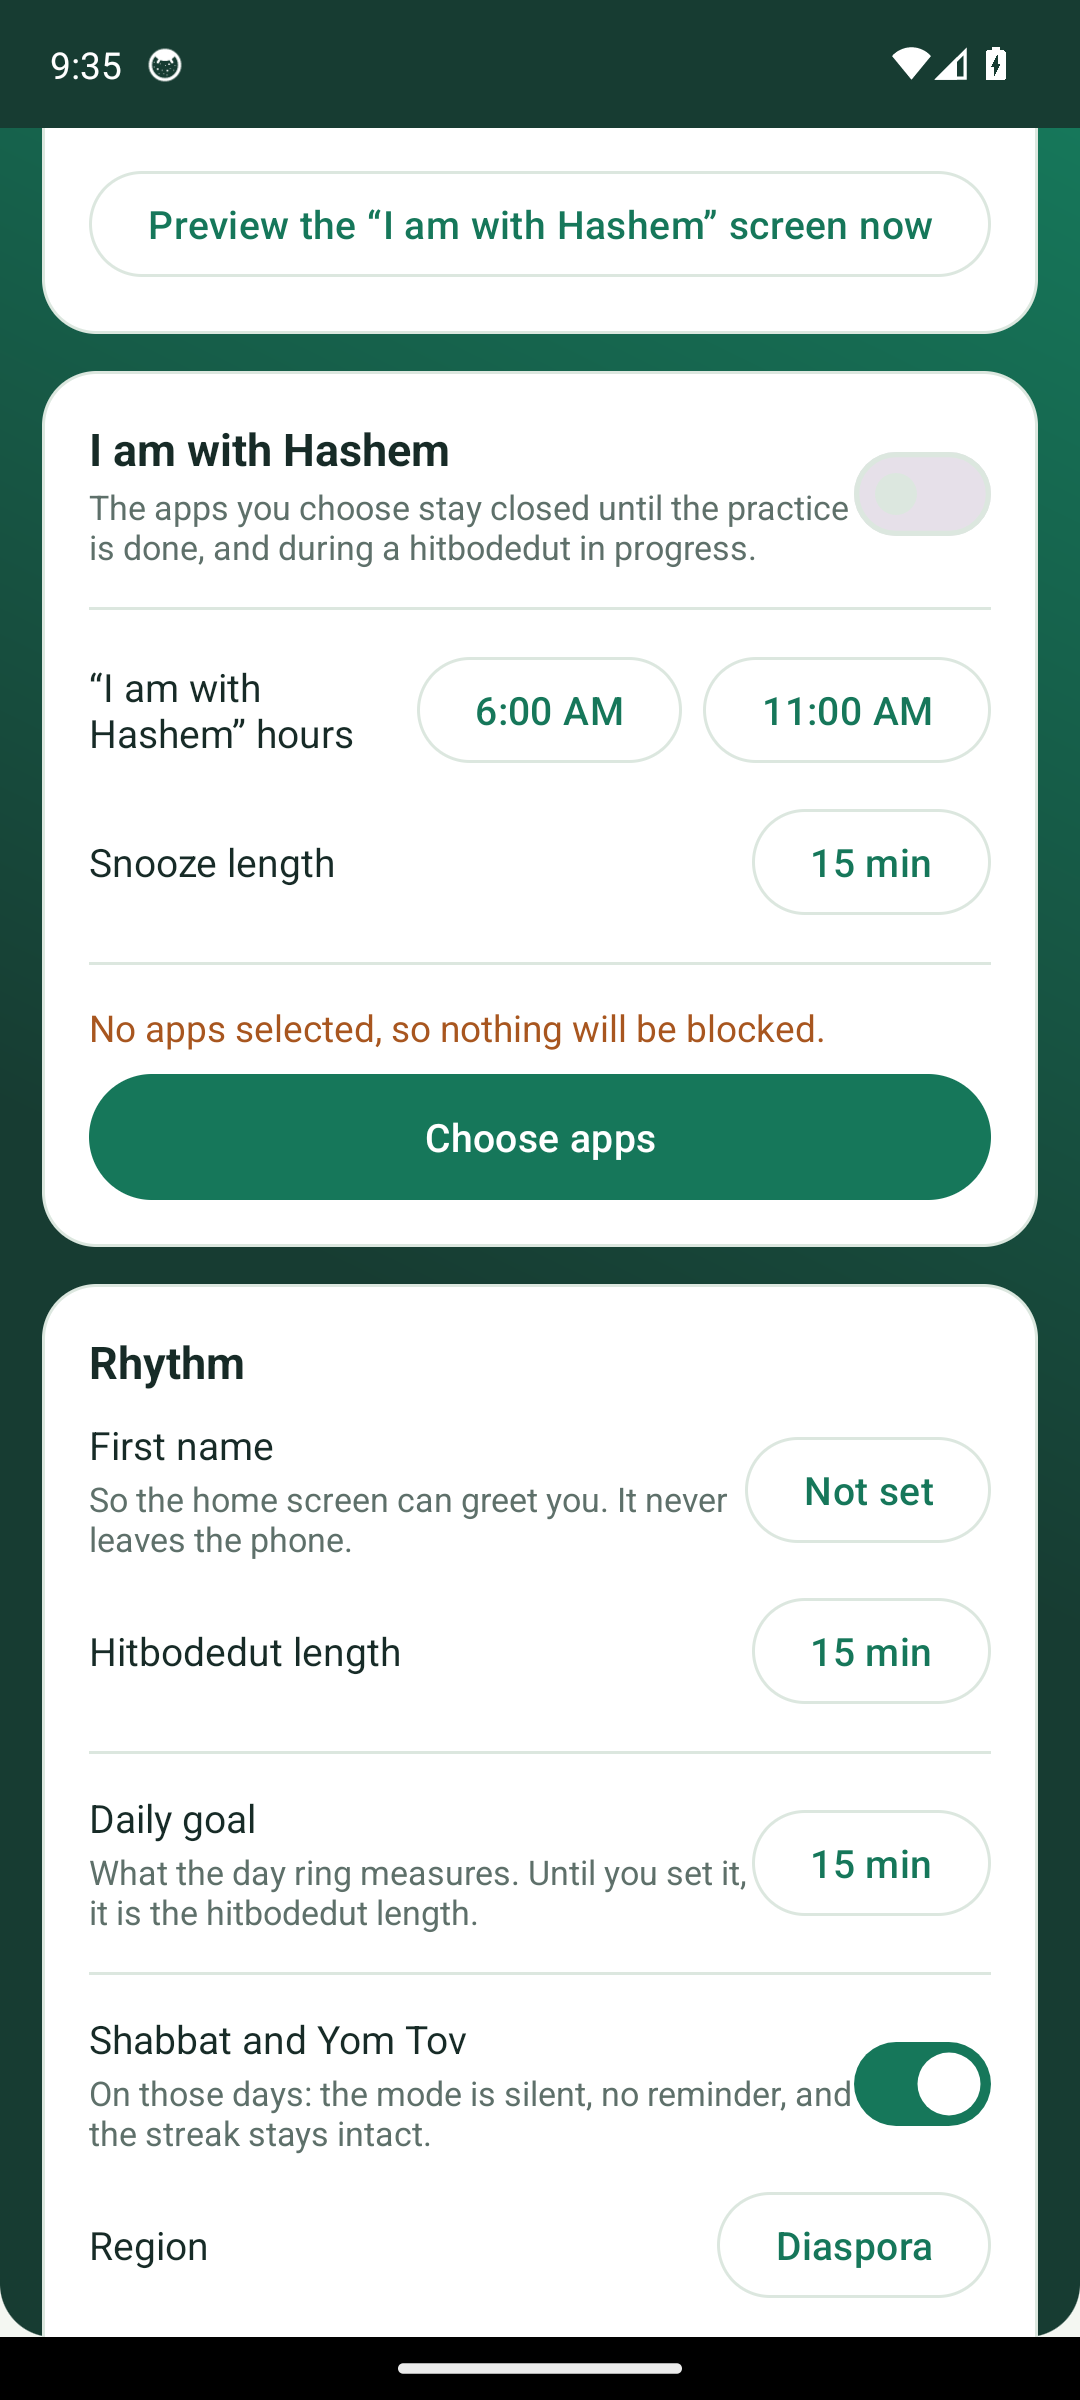 9:35
Preview the “I am with Hashem” screen now
I am with Hashem
The apps you choose stay closed until the practice
is done, and during a hitbodedut in progress.
“I am with
Hashem” hours
6:00 AM
11:00 AM
Snooze length
15 min
No apps selected, so nothing will be blocked.
Choose apps
Rhythm
First name
So the home screen can greet you. It never
leaves the phone.
Not set
Hitbodedut length
15 min
Daily goal
What the day ring measures. Until you set it,
it is the hitbodedut length.
15 min
Shabbat and Yom Tov
On those days: the mode is silent, no reminder, and
the streak stays intact.
Region
Diaspora